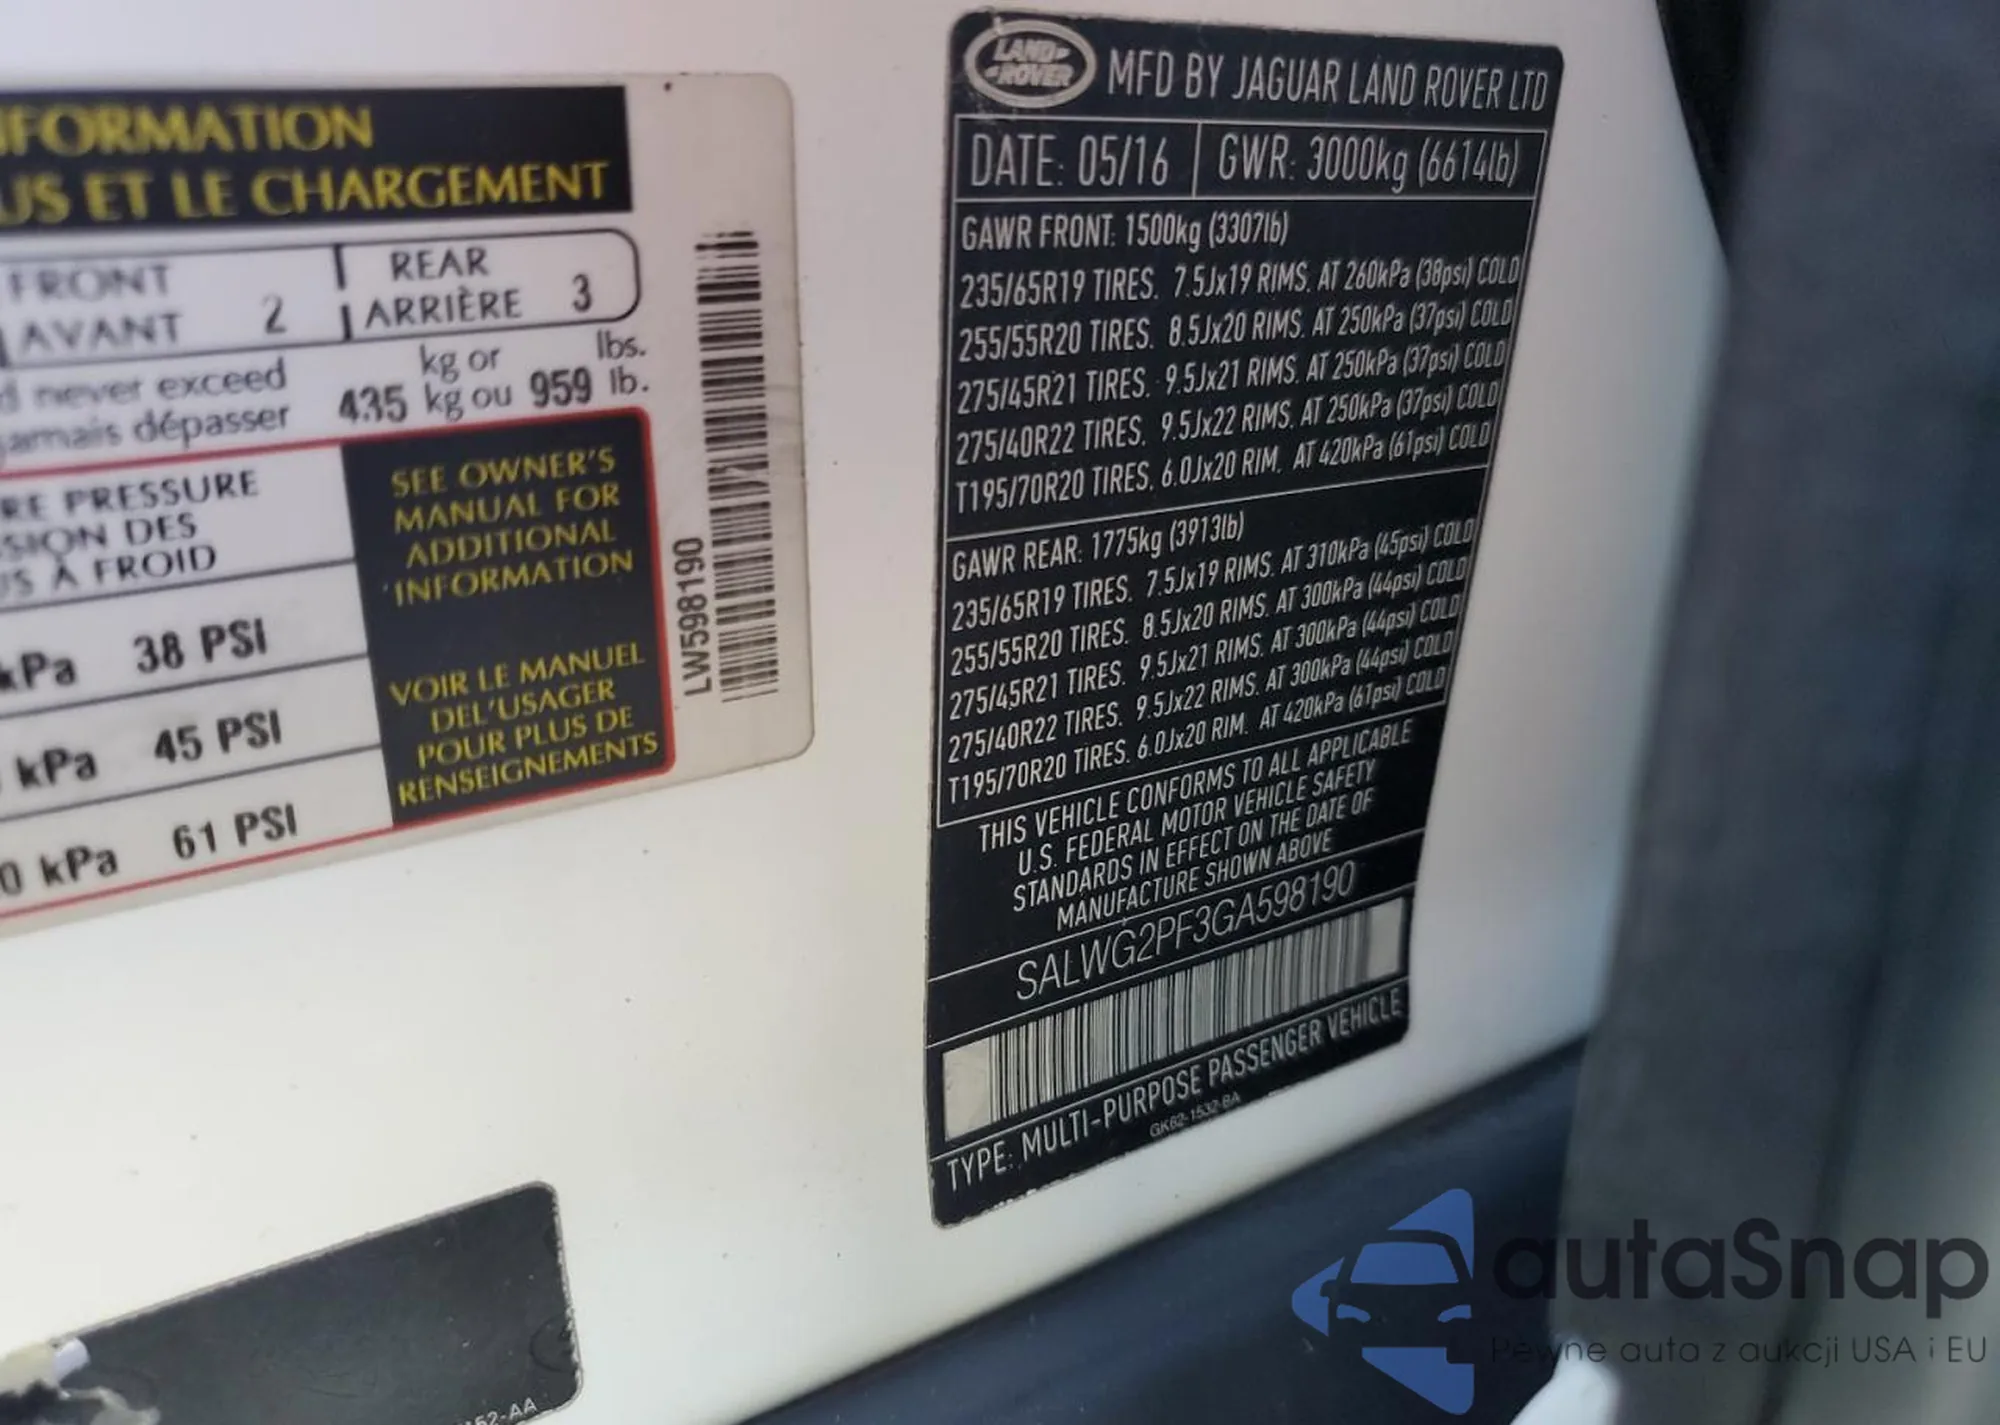 NFORMATION
US ET LE CHARGEMENT
FRONT
AVANT 2
REAR
ARRIÈRE 3
never exceed 435 kg or 959 lbs.
jamais dépasser kg ou lb.
RE PRESSURE
SION DES
US À FROID
kPa 38 PSI
kPa 45 PSI
0 kPa 61 PSI
SEE OWNER'S
MANUAL FOR
ADDITIONAL
INFORMATION
VOIR LE MANUEL
DEL'USAGER
POUR PLUS DE
RENSEIGNEMENTS
LW598190
52-AA
LAND
ROVER
MFD BY JAGUAR LAND ROVER LTD
DATE: 05/16 GWR: 3000kg (6614lb)
GAWR FRONT: 1500kg (3307lb)
235/65R19 TIRES. 7.5Jx19 RIMS. AT 260kPa (38psi) COLD
255/55R20 TIRES. 8.5Jx20 RIMS. AT 250kPa (37psi) COLD
275/45R21 TIRES. 9.5Jx21 RIMS. AT 250kPa (37psi) COLD
275/40R22 TIRES. 9.5Jx22 RIMS. AT 250kPa (37psi) COLD
T195/70R20 TIRES. 6.0Jx20 RIM. AT 420kPa (61psi) COLD
GAWR REAR: 1775kg (3913lb)
235/65R19 TIRES. 7.5Jx19 RIMS. AT 310kPa (45psi) COLD
255/55R20 TIRES. 8.5Jx20 RIMS. AT 300kPa (44psi) COLD
275/45R21 TIRES. 9.5Jx21 RIMS. AT 300kPa (44psi) COLD
275/40R22 TIRES. 9.5Jx22 RIMS. AT 300kPa (44psi) COLD
T195/70R20 TIRES. 6.0Jx20 RIM. AT 420kPa (61psi) COLD
THIS VEHICLE CONFORMS TO ALL APPLICABLE
U.S. FEDERAL MOTOR VEHICLE SAFETY
STANDARDS IN EFFECT ON THE DATE OF
MANUFACTURE SHOWN ABOVE
SALWG2PF3GA598190
TYPE: MULTI-PURPOSE PASSENGER VEHICLE
GK62-1532-BA
autaSnap
Pewne auta z aukcji USA i EU